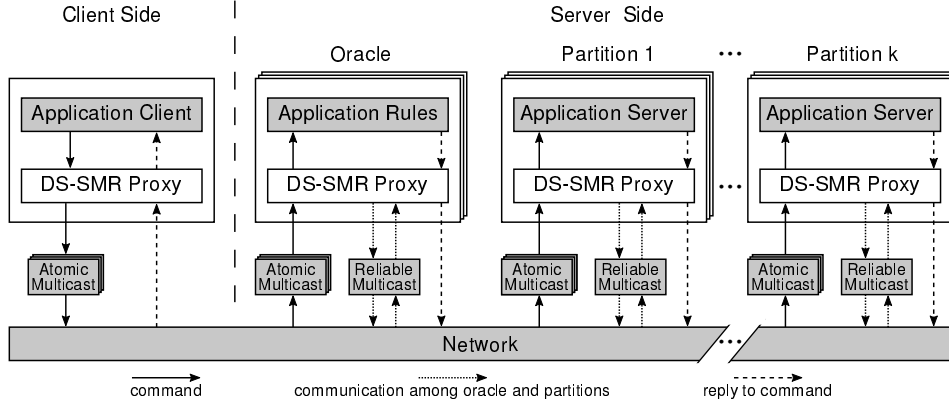 Client Side
Server Side
Oracle
Partition 1
•••
Partition k
Application Client
Application Rules
Application Server
Application Server
DS-SMR Proxy
DS-SMR Proxy
DS-SMR Proxy
•••
DS-SMR Proxy
Atomic
Multicast
Atomic
Multicast
Reliable
Multicast
Atomic
Multicast
Reliable
Multicast
Atomic
Multicast
Reliable
Multicast
Network
•••
command
communication among oracle and partitions
reply to command